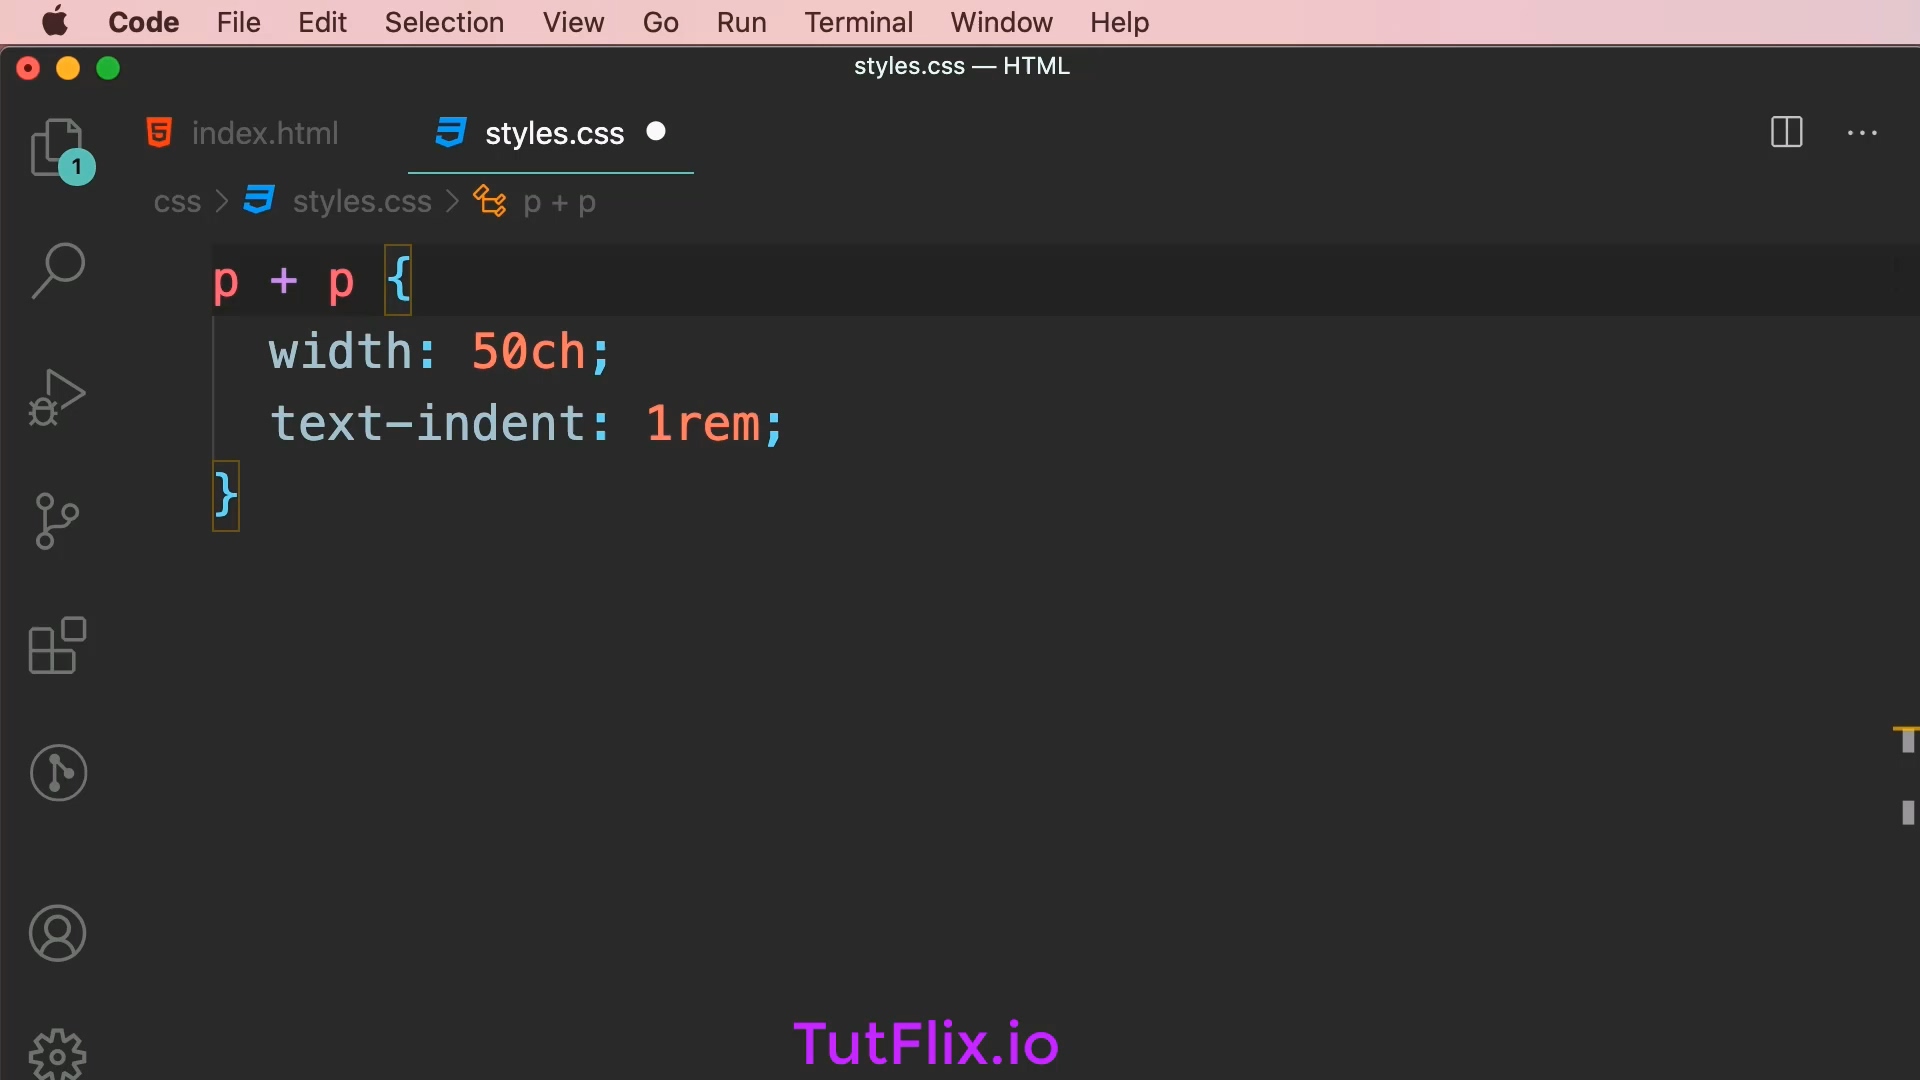 Code File Edit Selection View Go Run Terminal Window Help
styles.css — HTML
1
index.html styles.css
css > styles.css > p + p
p + p {
width: 50ch;
text-indent: 1rem;
}
TutFlix.io